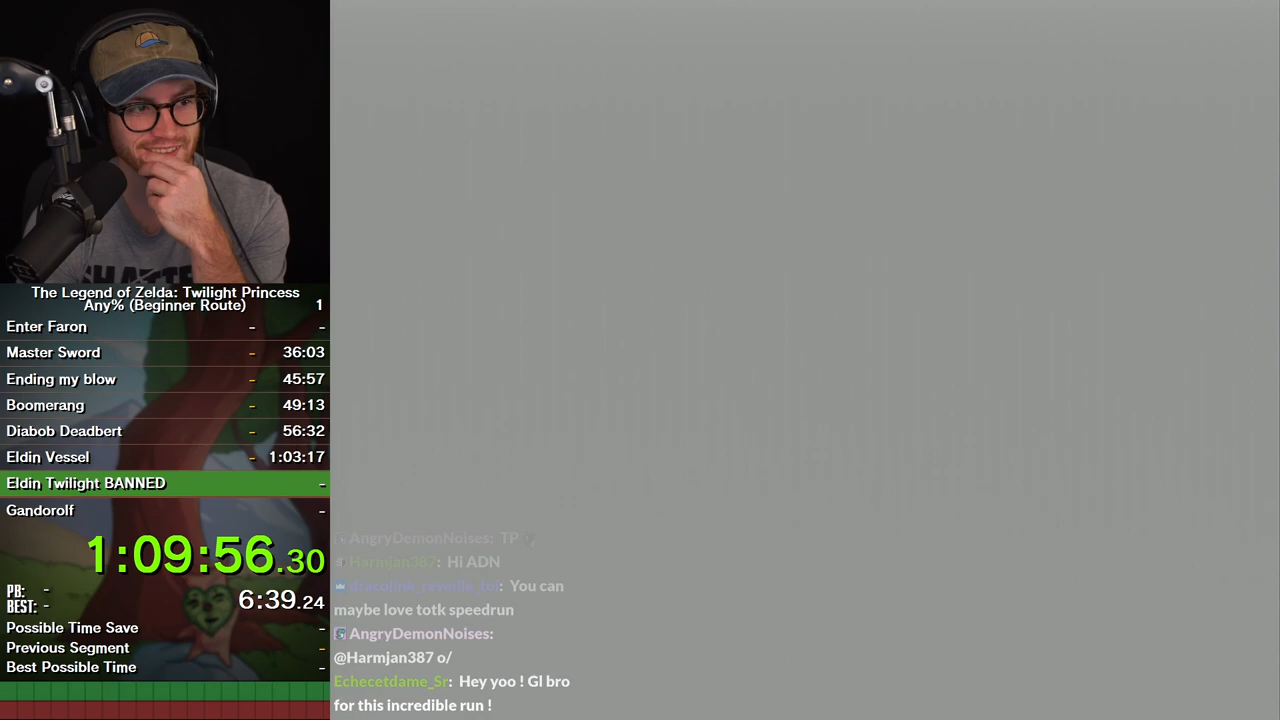 SHATTE
The Legend of Zelda: Twilight Princess
Any% (Beginner Route) 1
Enter Faron - -
Master Sword - 36:03
Ending my blow - 45:57
Boomerang - 49:13
Diabob Deadbert - 56:32
Eldin Vessel - 1:03:17
Eldin Twilight BANNED -
Gandorolf -
1:09:56.30
PB: -
BEST: -
6:39.24
Possible Time Save -
Previous Segment -
Best Possible Time -
AngryDemonNoises: TP
Harmjan387: Hi ADN
You can
maybe love totk speedrun
AngryDemonNoises:
@Harmjan387 o/
Echecetdame_Sr: Hey yoo ! Gl bro
for this incredible run !